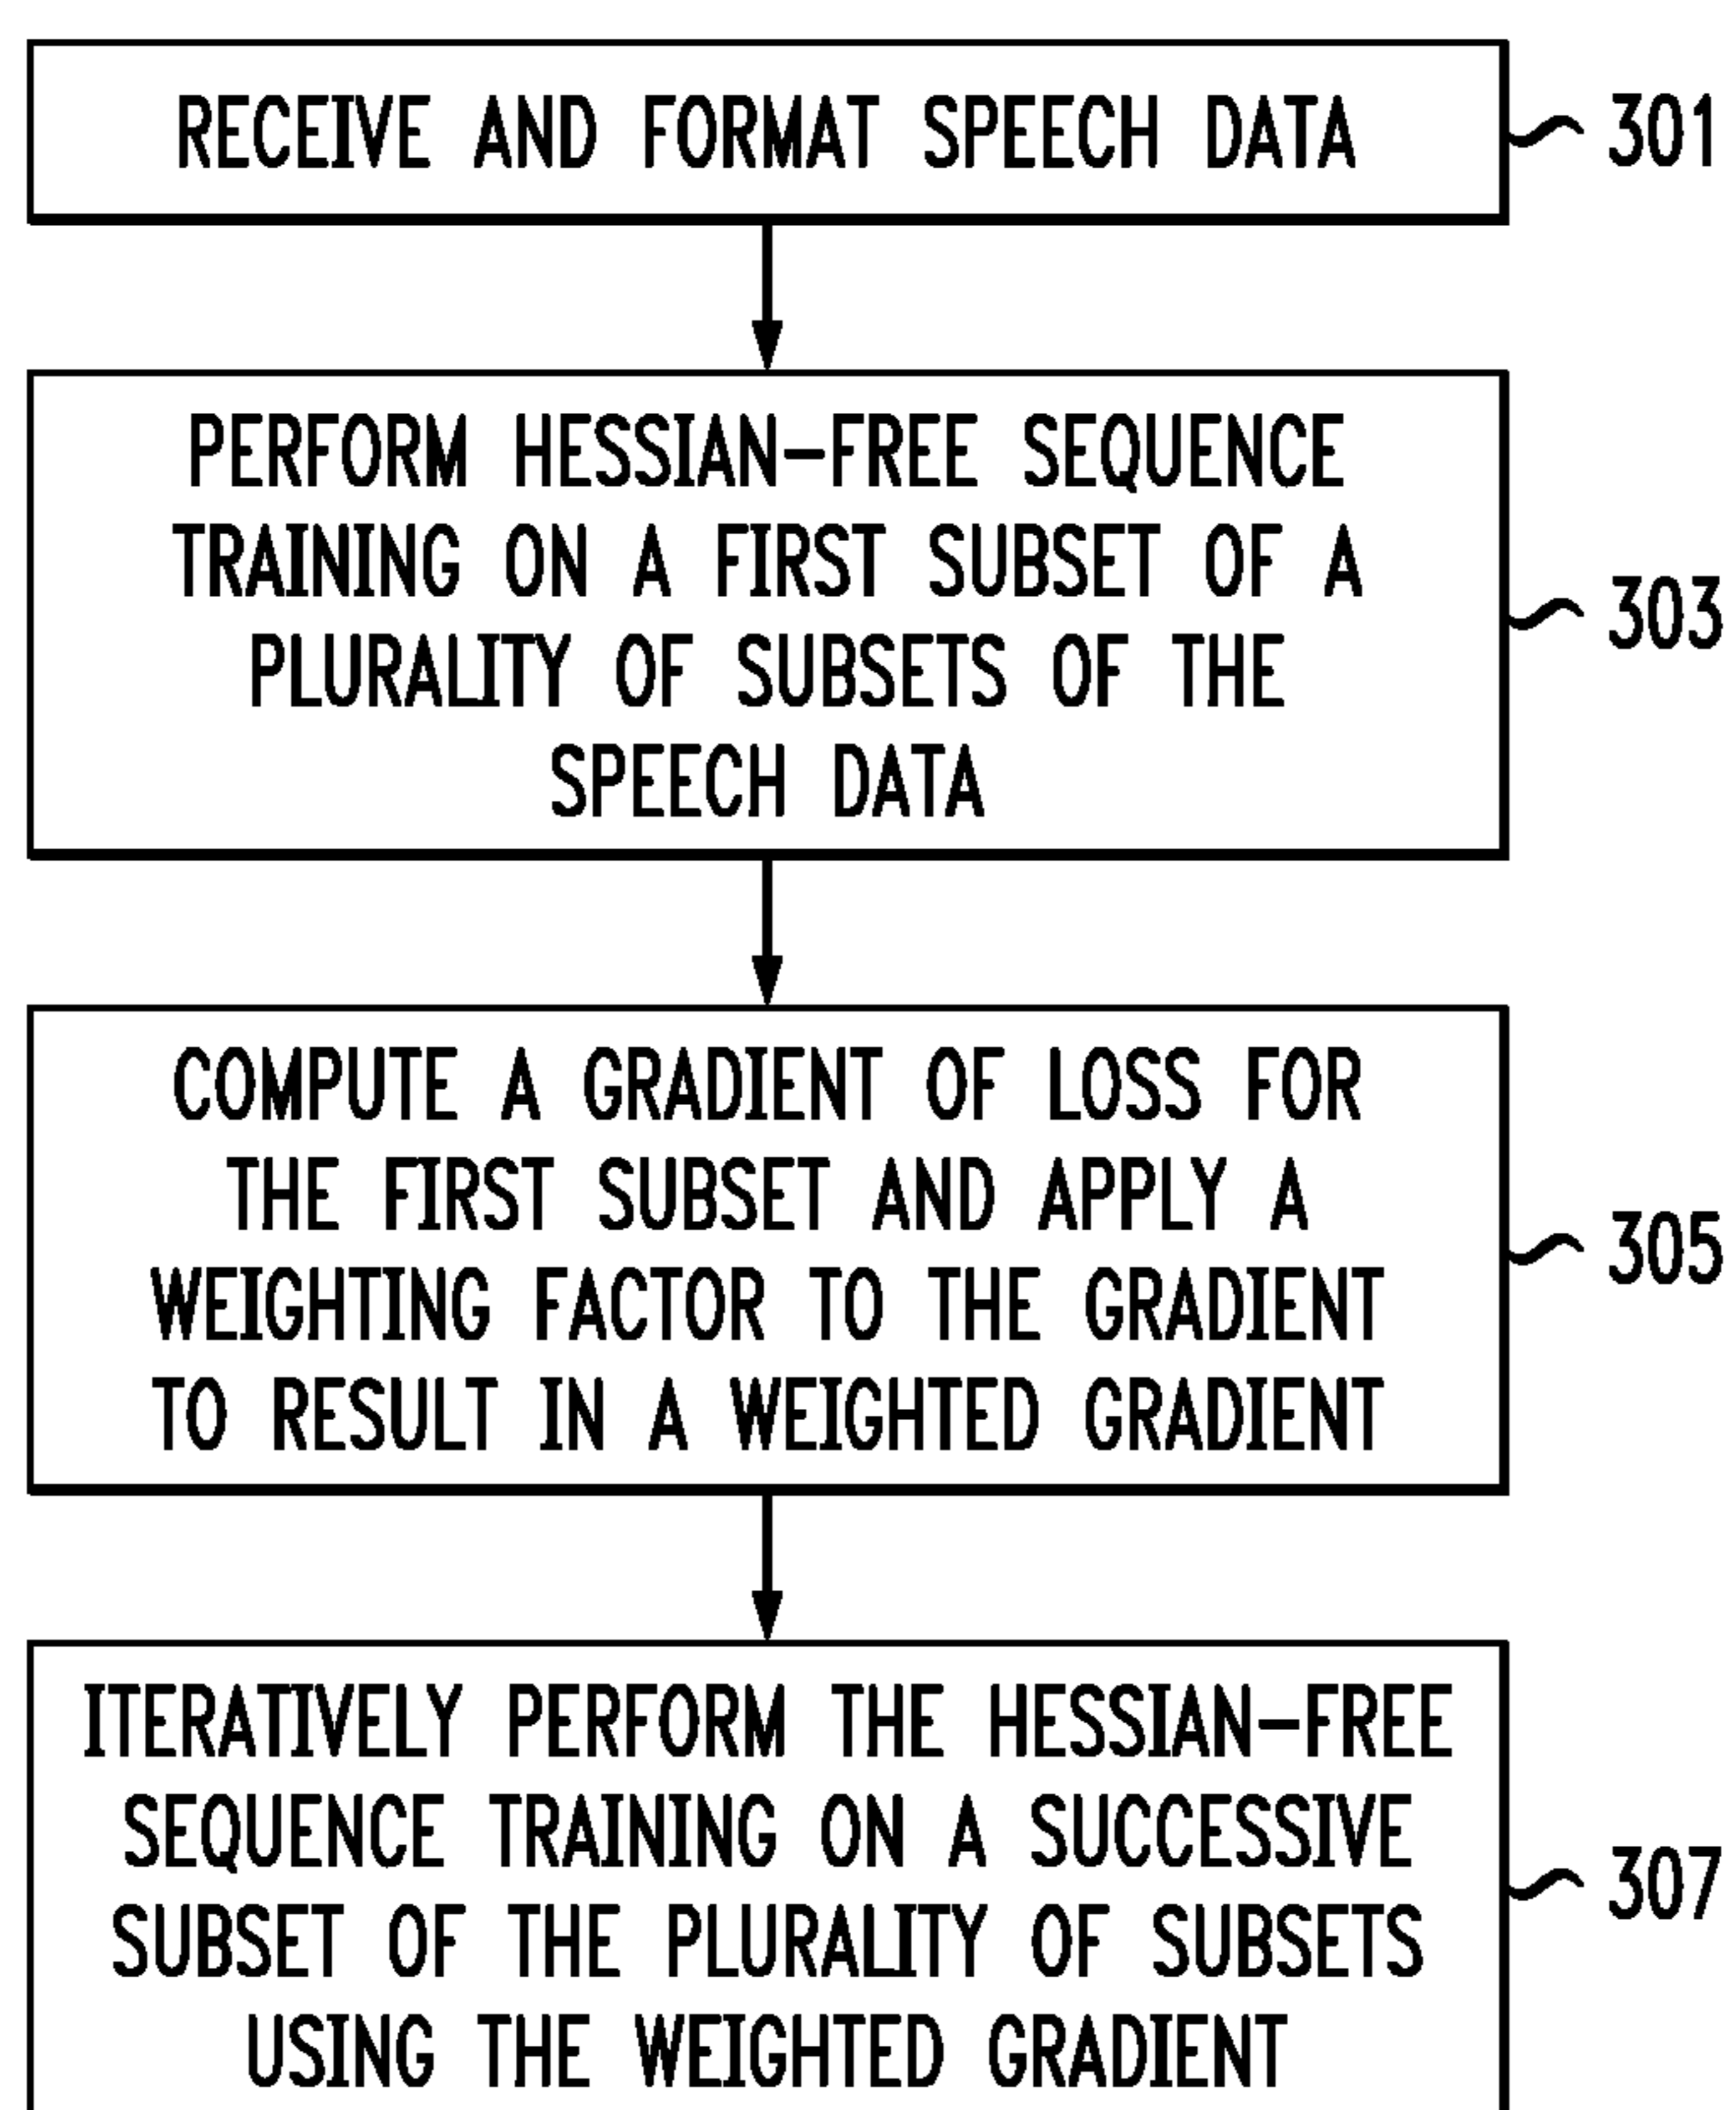 RECEIVE AND FORMAT SPEECH DATA
301
PERFORM HESSIAN-FREE SEQUENCE
TRAINING ON A FIRST SUBSET OF A
PLURALITY OF SUBSETS OF THE
SPEECH DATA
303
COMPUTE A GRADIENT OF LOSS FOR
THE FIRST SUBSET AND APPLY A
WEIGHTING FACTOR TO THE GRADIENT
TO RESULT IN A WEIGHTED GRADIENT
305
ITERATIVELY PERFORM THE HESSIAN-FREE
SEQUENCE TRAINING ON A SUCCESSIVE
SUBSET OF THE PLURALITY OF SUBSETS
USING THE WEIGHTED GRADIENT
307